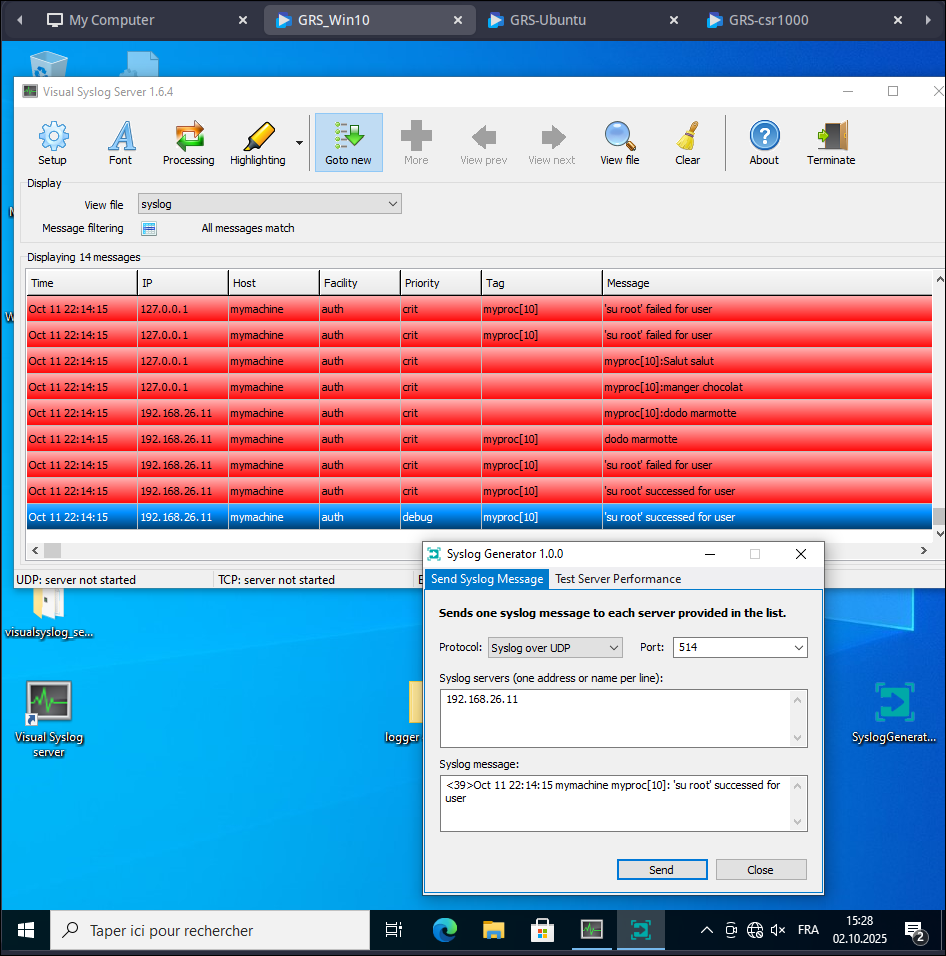 My Computer
GRS_Win10
GRS-Ubuntu
GRS-csr1000
Visual Syslog Server 1.6.4
Setup
Font
Processing
Highlighting
Goto new
More
View prev
View next
View file
Clear
About
Terminate
Display
View file
syslog
Message filtering
All messages match
Displaying 14 messages
Time IP Host Facility Priority Tag Message
Oct 11 22:14:15 127.0.0.1 mymachine auth crit myproc[10] 'su root' failed for user
Oct 11 22:14:15 127.0.0.1 mymachine auth crit myproc[10] 'su root' failed for user
Oct 11 22:14:15 127.0.0.1 mymachine auth crit myproc[10]:Salut salut
Oct 11 22:14:15 127.0.0.1 mymachine auth crit myproc[10]:manger chocolat
Oct 11 22:14:15 192.168.26.11 mymachine auth crit myproc[10]:dodo marmotte
Oct 11 22:14:15 192.168.26.11 mymachine auth crit myproc[10] dodo marmotte
Oct 11 22:14:15 192.168.26.11 mymachine auth crit myproc[10] 'su root' failed for user
Oct 11 22:14:15 192.168.26.11 mymachine auth crit myproc[10] 'su root' successed for user
Oct 11 22:14:15 192.168.26.11 mymachine auth debug myproc[10] 'su root' successed for user
UDP: server not started
TCP: server not started
Syslog Generator 1.0.0
Send Syslog Message
Test Server Performance
Sends one syslog message to each server provided in the list.
Protocol:
Syslog over UDP
Port:
514
Syslog servers (one address or name per line):
192.168.26.11
Syslog message:
<39>Oct 11 22:14:15 mymachine myproc[10]: 'su root' successed for
user
Send
Close
visualsyslog_se...
Visual Syslog
server
logger
SyslogGenerat...
Taper ici pour rechercher
FRA
15:28
02.10.2025
2